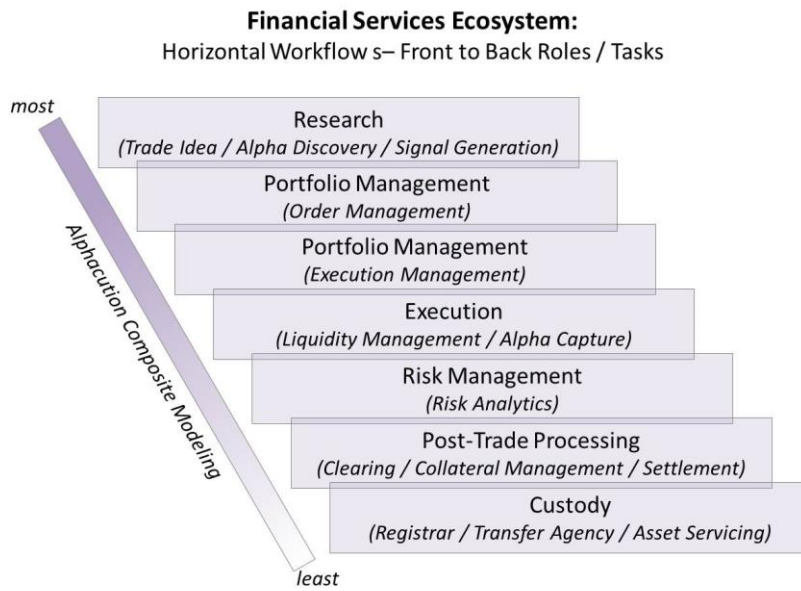 Financial Services Ecosystem:
Horizontal Workflow s– Front to Back Roles / Tasks
most
Research
(Trade Idea / Alpha Discovery / Signal Generation)
Portfolio Management
(Order Management)
Portfolio Management
(Execution Management)
Execution
(Liquidity Management / Alpha Capture)
Risk Management
(Risk Analytics)
Post-Trade Processing
(Clearing / Collateral Management / Settlement)
Custody
(Registrar / Transfer Agency / Asset Servicing)
Alphacution Composite Modeling
least